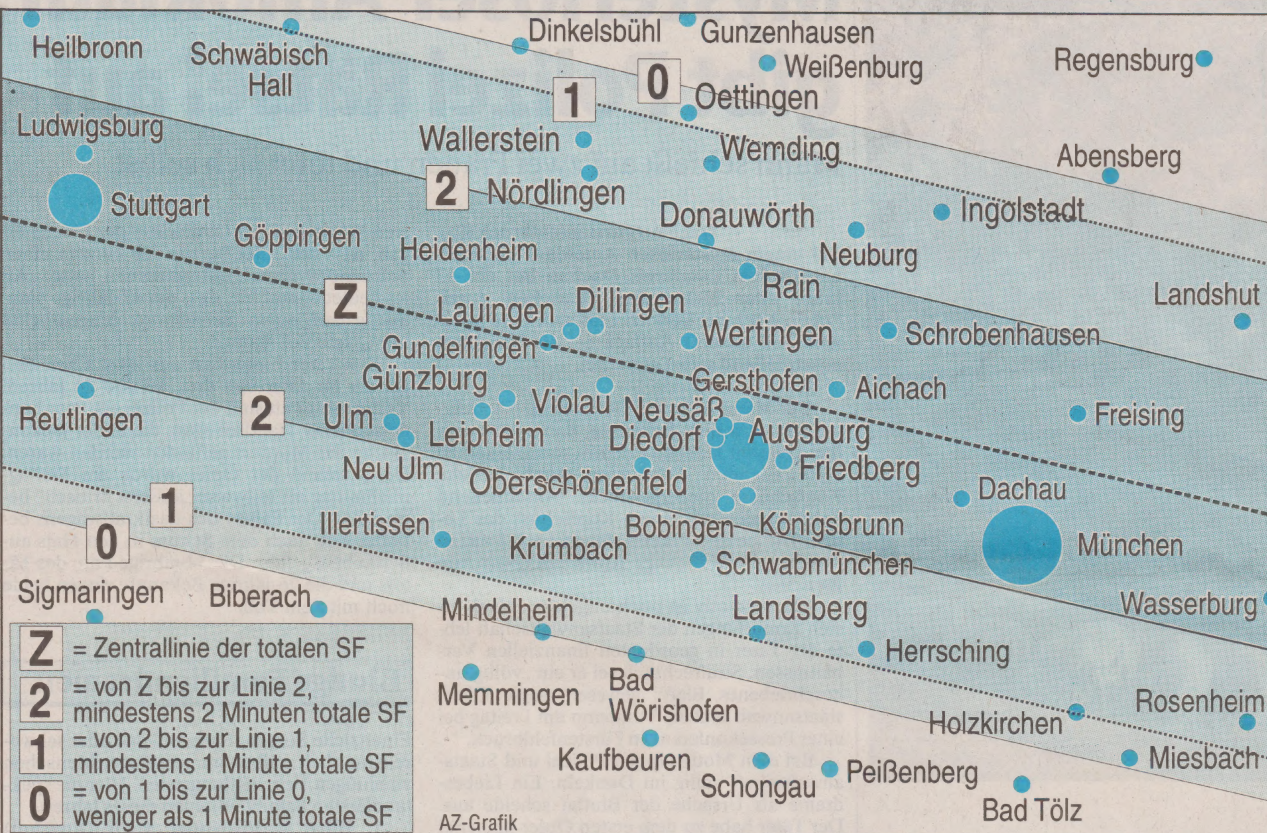 Heilbronn
Schwäbisch
Hall
Dinkelsbühl
Gunzenhausen
Weißenburg
Regensburg
0
1
Oettingen
Ludwigsburg
Wallerstein
Wemding
Abensberg
2
Nördlingen
Stuttgart
Donauwörth
Ingolstadt
Göppingen
Heidenheim
Neuburg
Z
Lauingen
Dillingen
Rain
Landshut
Gundelfingen
Wertingen
Schrobenhausen
Günzburg
Gersthofen
Aichach
Reutlingen
2
Ulm
Violau
Neusäß
Freising
Leipheim
Diedorf
Augsburg
Neu Ulm
Oberschönenfeld
Friedberg
Dachau
1
0
Illertissen
Krumbach
Bobingen
Königsbrunn
München
Schwabmünchen
Sigmaringen
Biberach
Mindelheim
Landsberg
Wasserburg
Herrsching
Memmingen
Bad
Wörishofen
Holzkirchen
Rosenheim
Kaufbeuren
Schongau
Peißenberg
Miesbach
Bad Tölz
Z = Zentrallinie der totalen SF
2 = von Z bis zur Linie 2,
mindestens 2 Minuten totale SF
1 = von 2 bis zur Linie 1,
mindestens 1 Minute totale SF
0 = von 1 bis zur Linie 0,
weniger als 1 Minute totale SF
AZ-Grafik